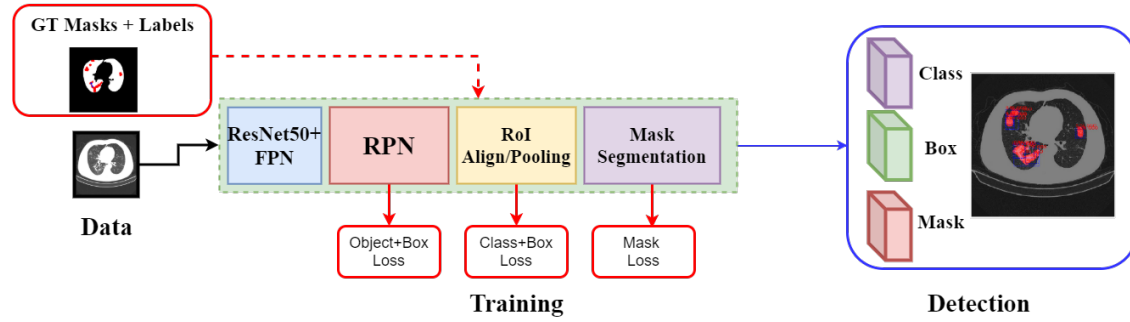 GT Masks + Labels
Data
ResNet50+
FPN
RPN
RoI
Align/Pooling
Mask
Segmentation
Object+Box
Loss
Class+Box
Loss
Mask
Loss
Training
Class
Box
Mask
Detection